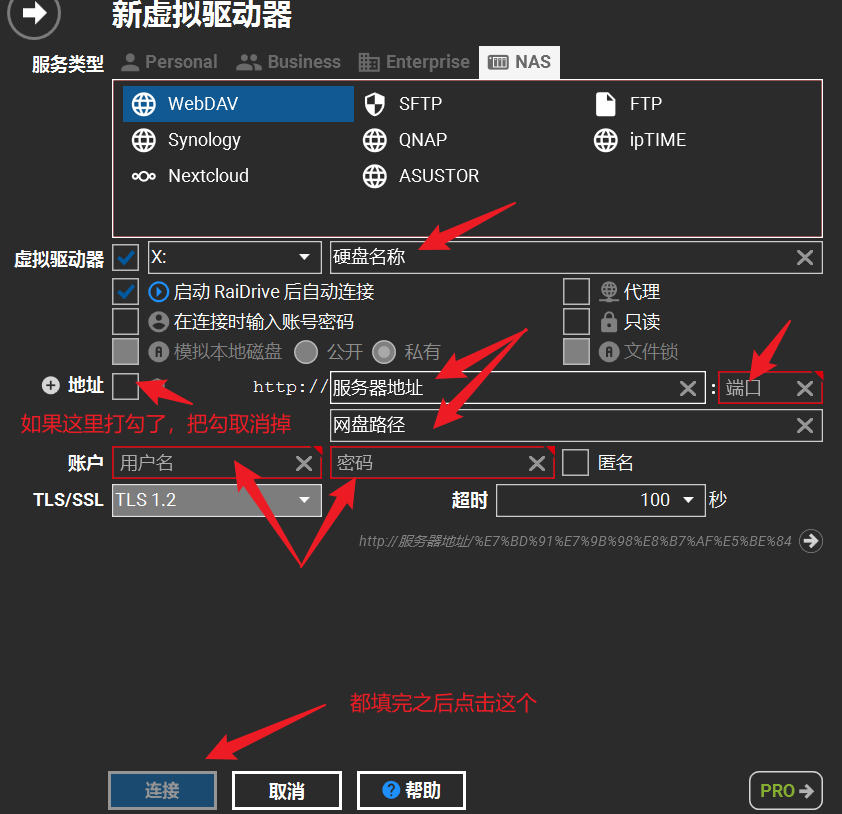 新虚拟驱动器
服务类型 Personal Business Enterprise NAS
WebDAV SFTP FTP
Synology QNAP ipTIME
Nextcloud ASUSTOR
虚拟驱动器 X: 硬盘名称
启动 RaiDrive 后自动连接 代理
在连接时输入账号密码 只读
模拟本地磁盘 公开 私有 文件锁
地址 http:// 服务器地址 : 端口
如果这里打勾了，把勾取消掉 网盘路径
账户 用户名 密码 匿名
TLS/SSL TLS 1.2 超时 100 秒
http://服务器地址/%E7%BD%91%E7%9B%98%E8%B7%AF%E5%BE%84
都填完之后点击这个
连接 取消 ? 帮助 PRO